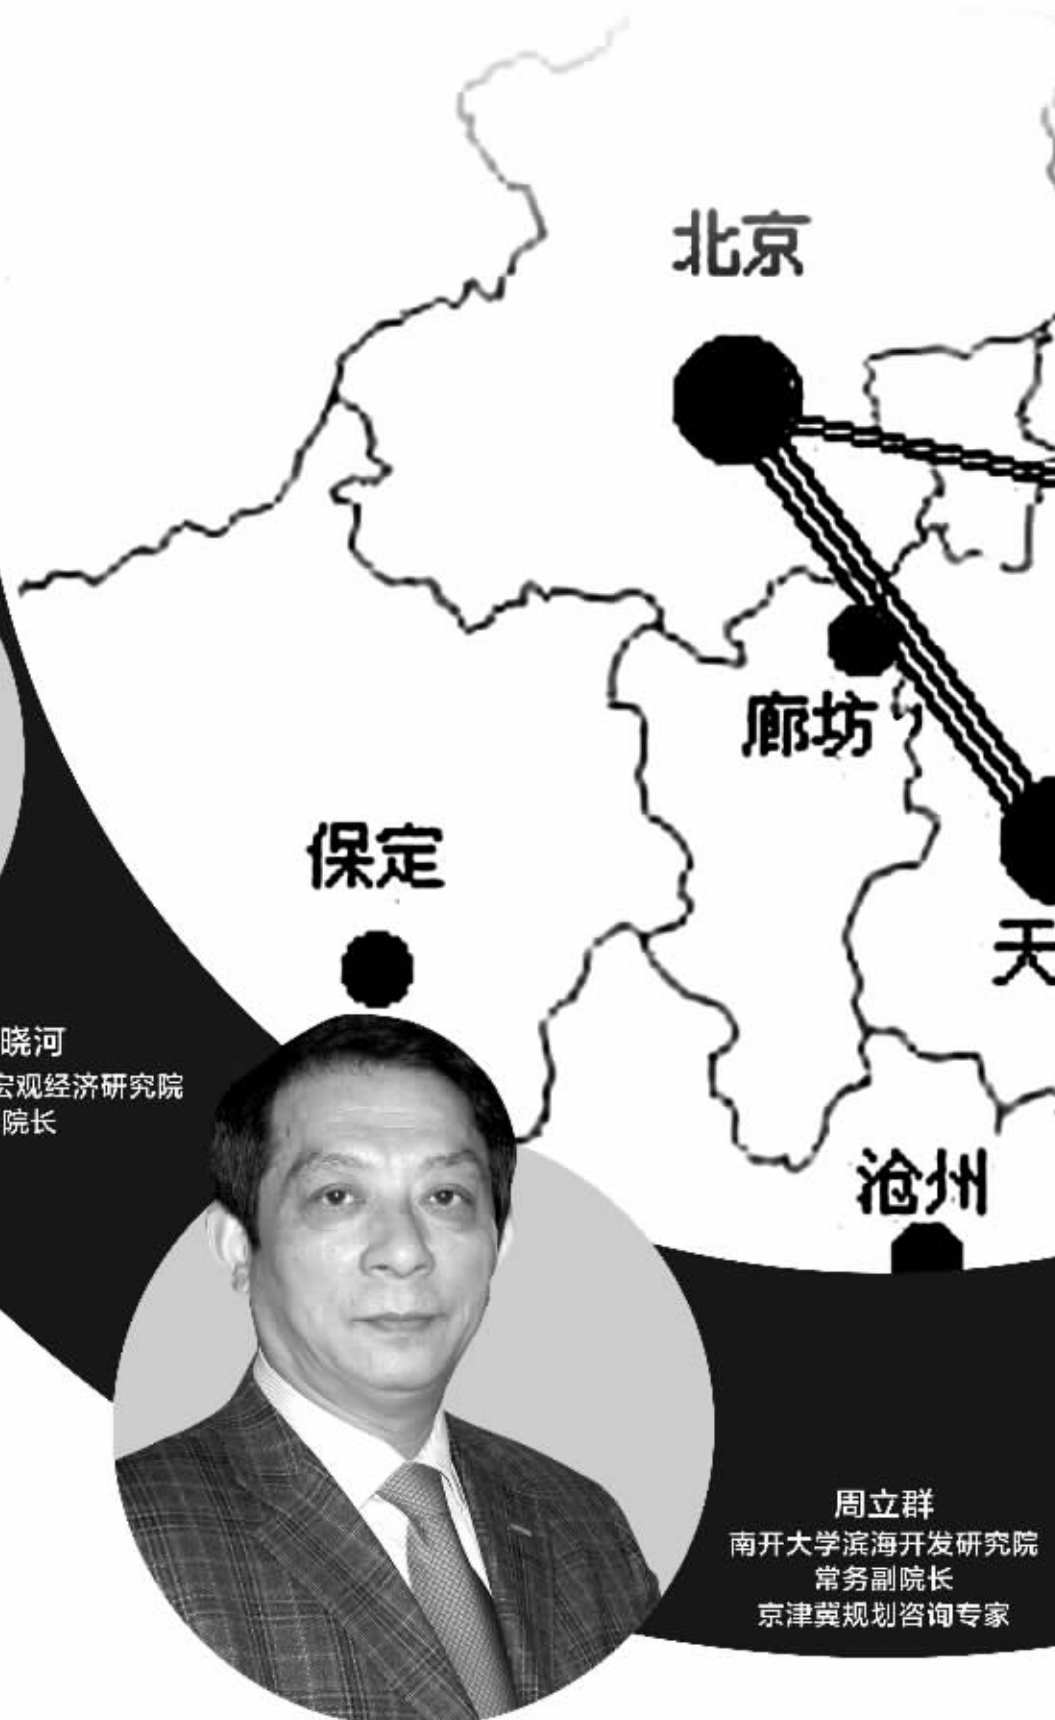 北京
廊坊
保定
天
沧州
晓河
宏观经济研究院
院长
周立群
南开大学滨海开发研究院
常务副院长
京津冀规划咨询专家